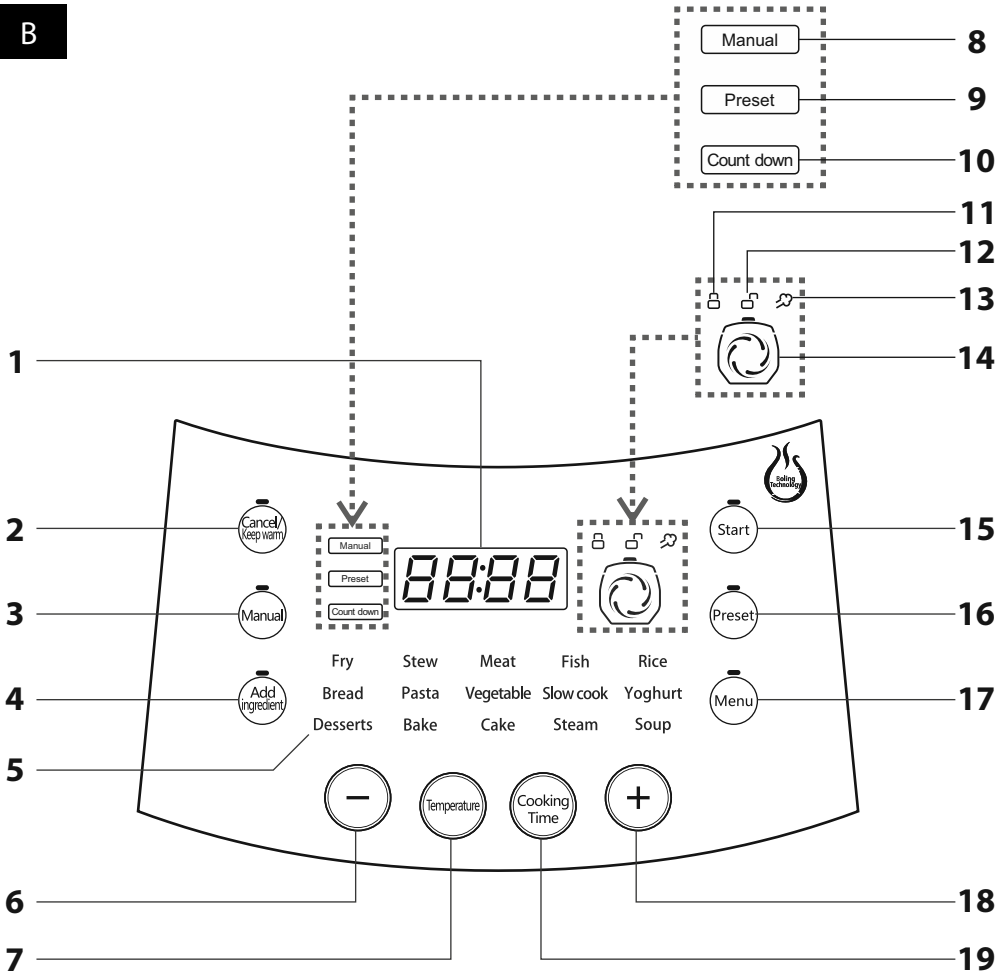 B
Manual 8
Preset 9
Count down 10
11
12
13
14
1
Boiling
Technology
2 Cancel/
Keep warm
Manual
Preset
Count down
88:88
Start 15
3 Manual
Preset 16
4 Add
ingredient
Menu 17
Fry Stew Meat Fish Rice
Bread Pasta Vegetable Slow cook Yoghurt
Desserts Bake Cake Steam Soup
5
− Temperature Cooking
Time +
6 18
7 19